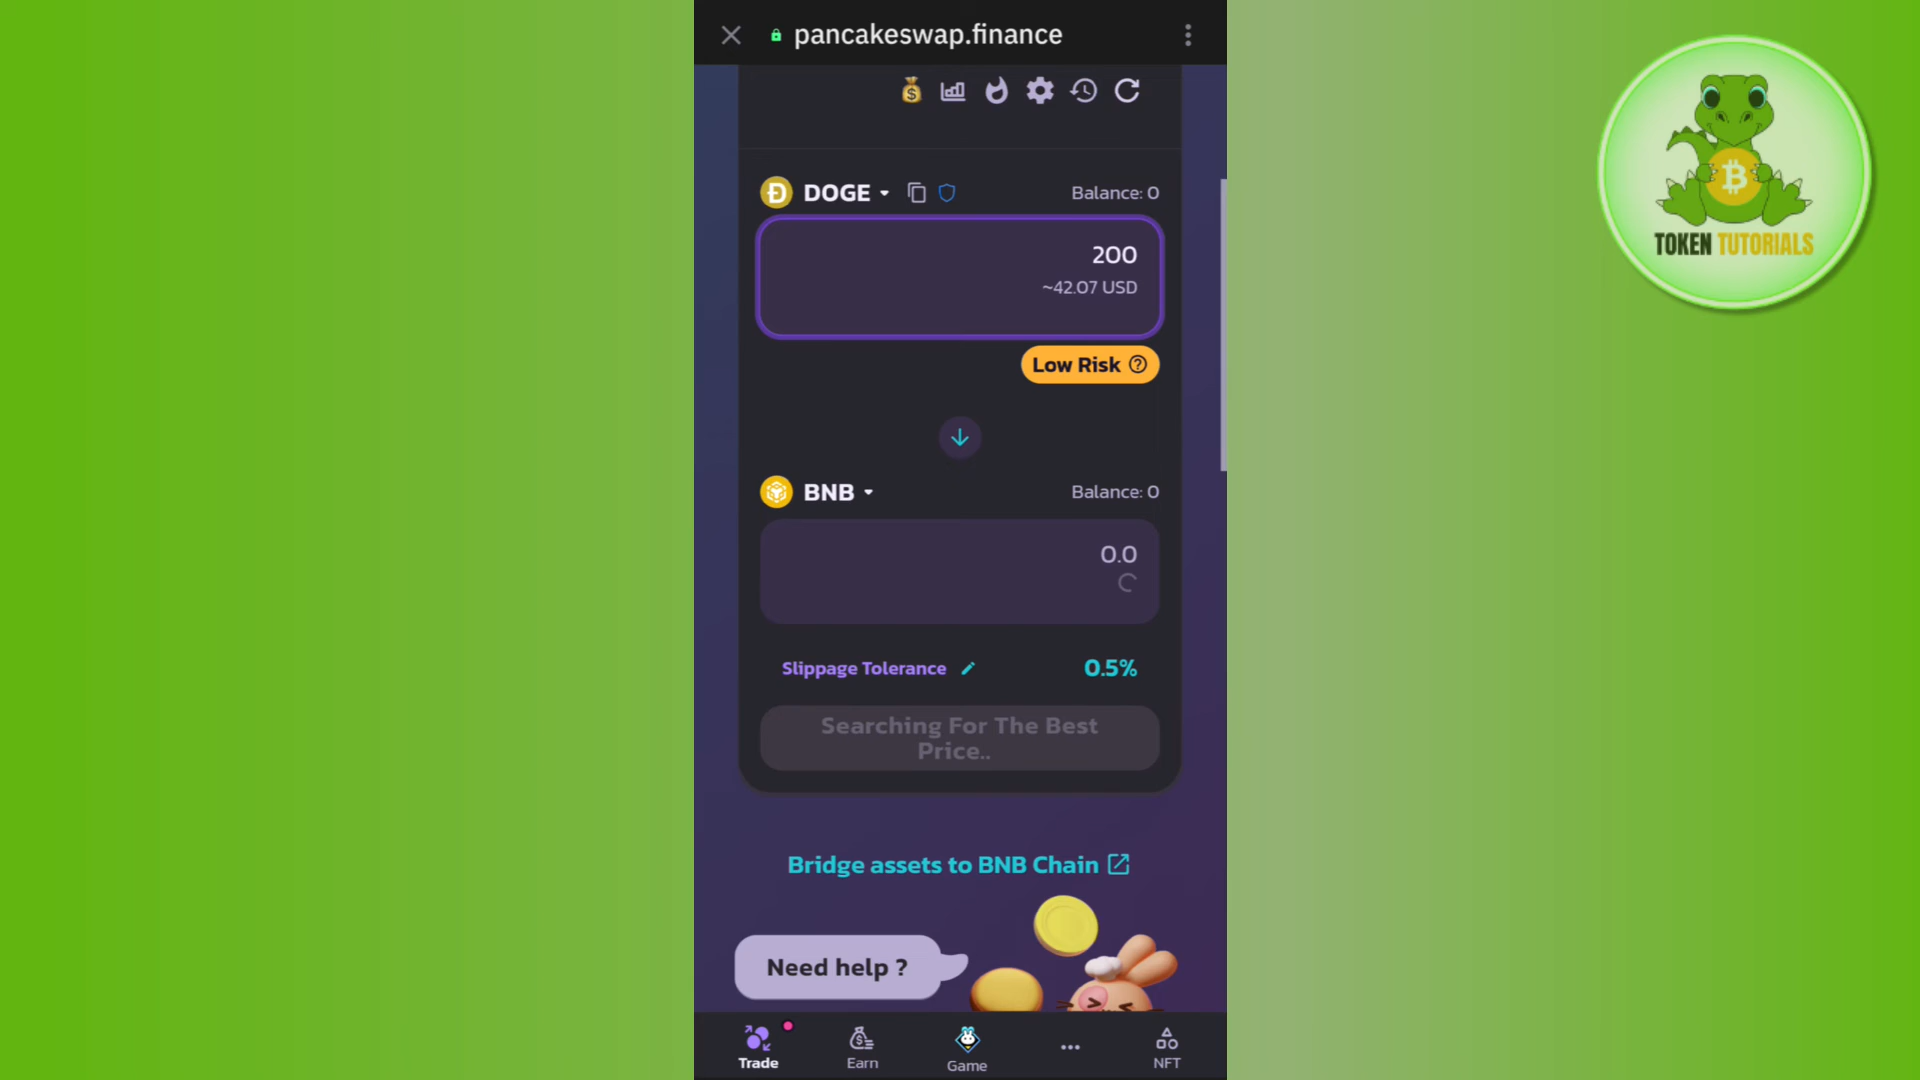 pancakeswap.finance
DOGE
Balance: 0
200
~42.07 USD
Low Risk
BNB
Balance: 0
0.0
Slippage Tolerance
0.5%
Searching For The Best
Price..
Bridge assets to BNB Chain
Need help ?
Trade
Earn
Game
NFT
TOKEN TUTORIALS